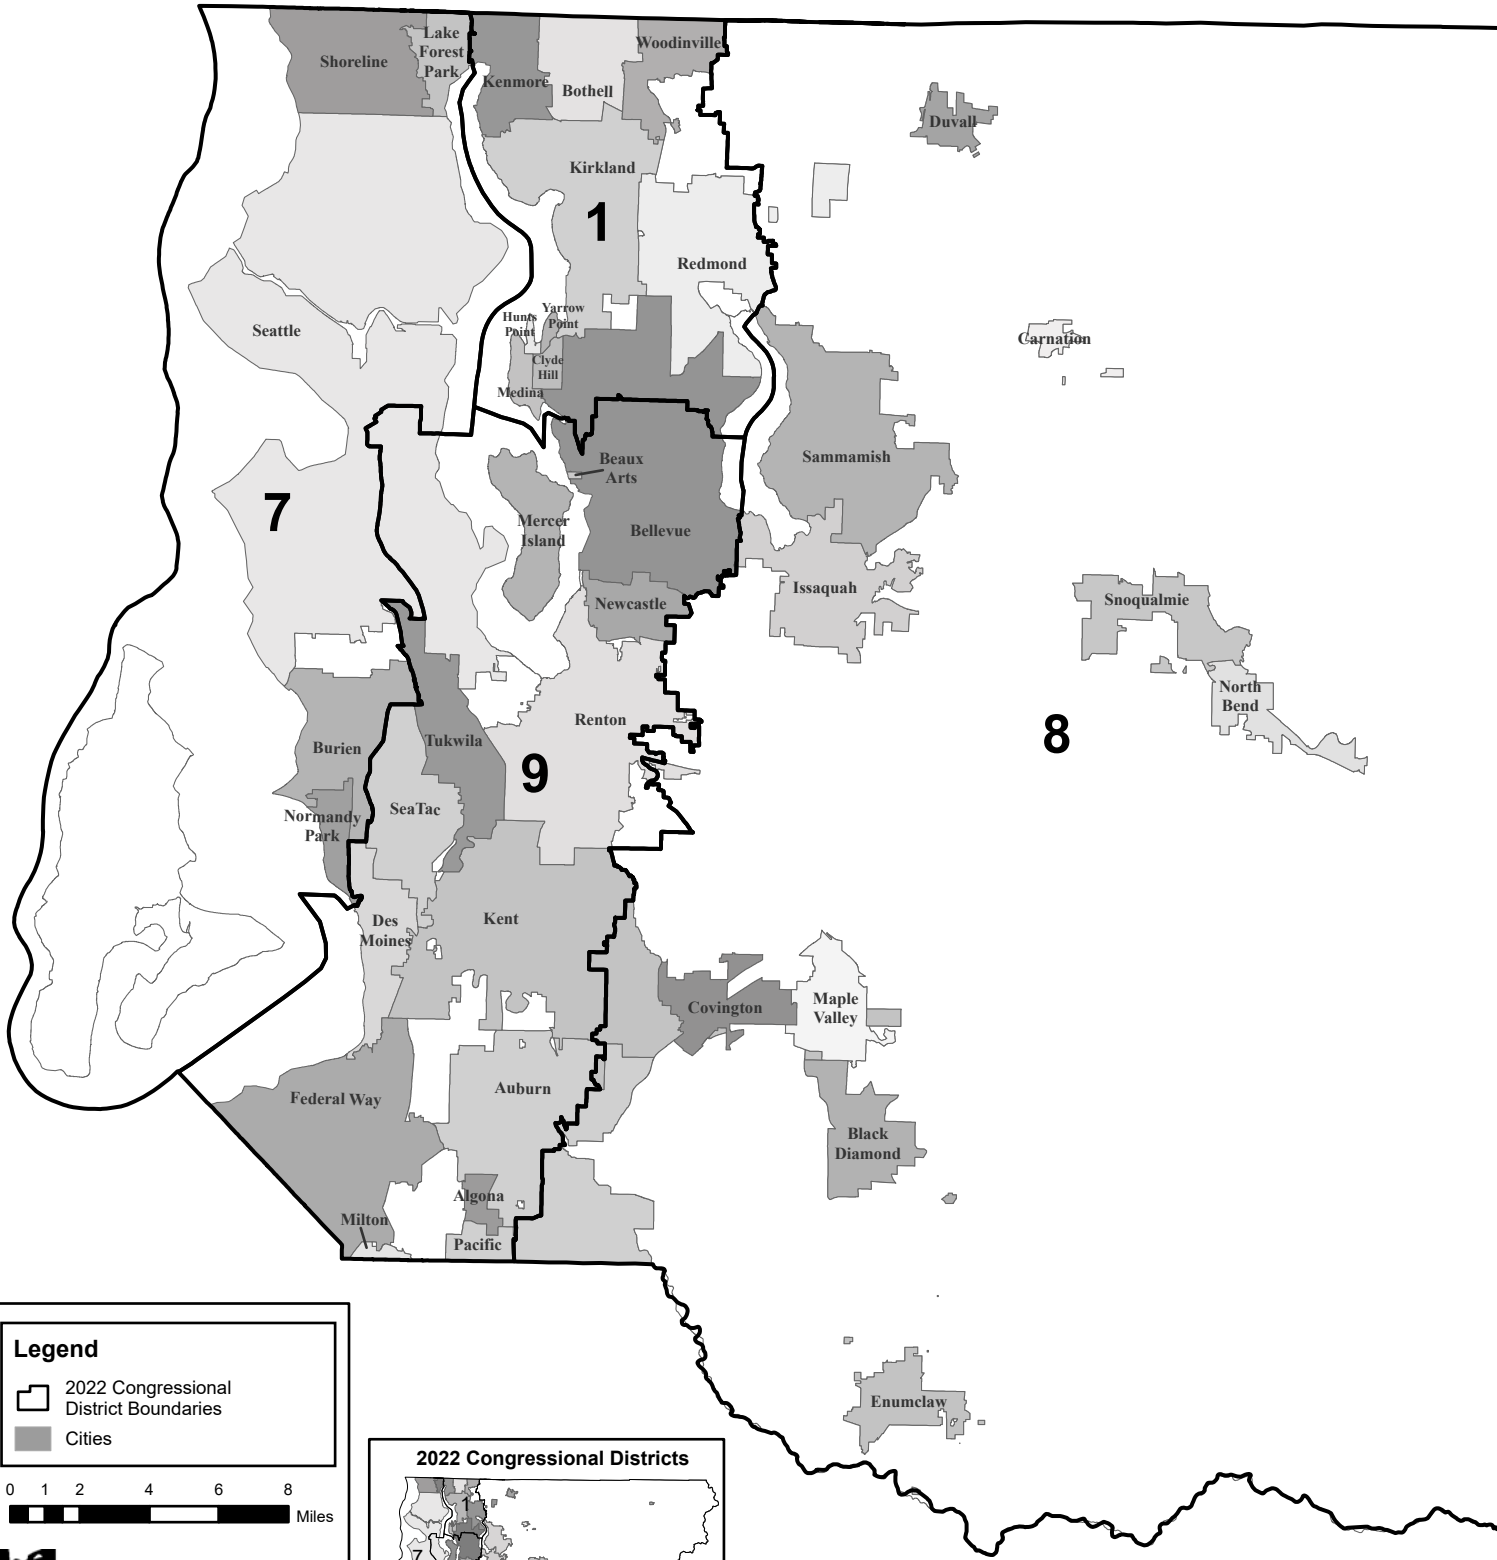 Shoreline
Lake
Forest
Park
Kenmore
Bothell
Woodinville
Duvall
Kirkland
1
Redmond
Seattle
Hunts
Point
Yarrow
Point
Clyde
Hill
Medina
Carnation
Sammamish
Beaux
Arts
7
Mercer
Island
Bellevue
Issaquah
Newcastle
Snoqualmie
North
Bend
Renton
8
Burien
Tukwila
9
SeaTac
Normandy
Park
Des
Moines
Kent
Covington
Maple
Valley
Federal Way
Auburn
Black
Diamond
Algona
Milton
Pacific
Enumclaw
Legend
2022 Congressional
District Boundaries
Cities
0 1 2 4 6 8
Miles
2022 Congressional Districts
1
7